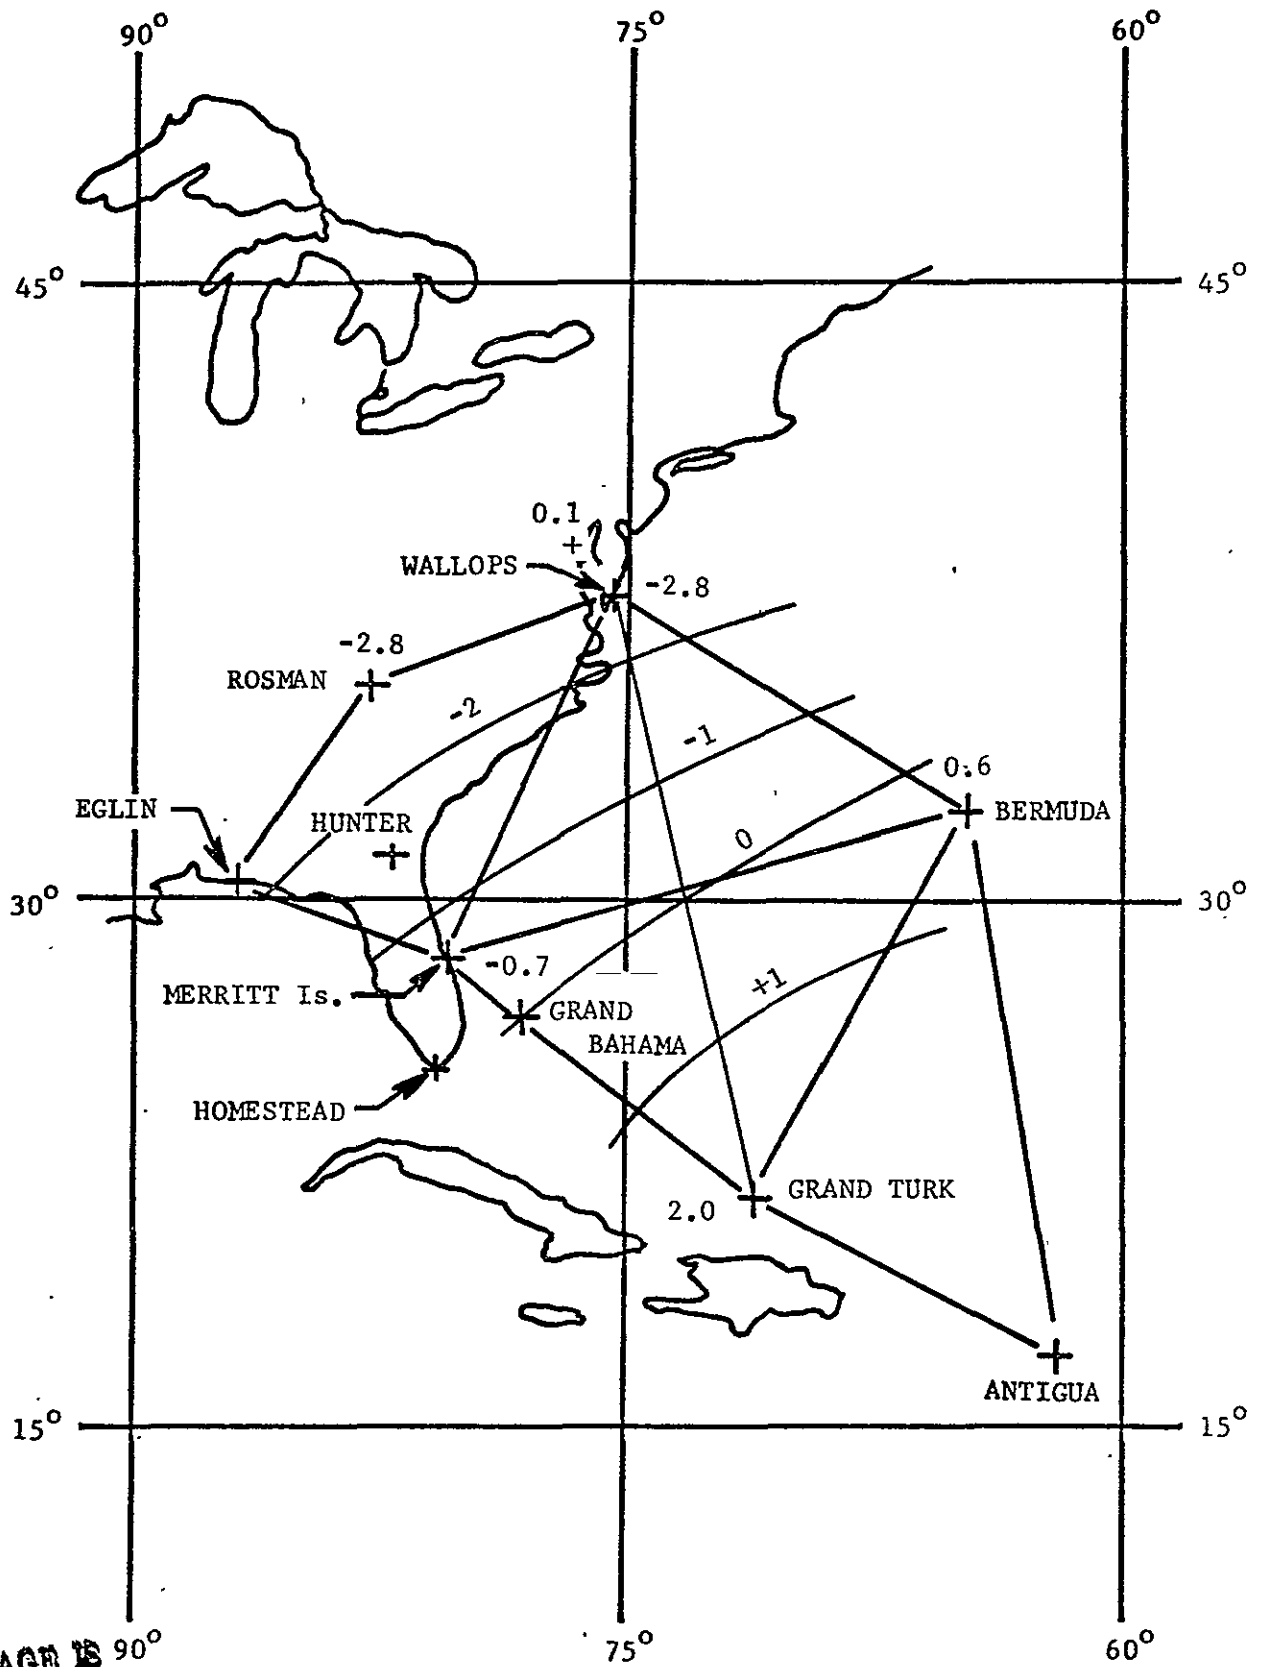 90° 75° 60°
45° 45°
0.1
WALLOPS
-2.8
-2.8
ROSMAN
-2
-1
0.6
EGLIN
HUNTER
BERMUDA
0
30° 30°
-0.7
+1
MERRITT Is.
GRAND
BAHAMA
HOMESTEAD
GRAND TURK
2.0
ANTIGUA
15° 15°
AGE IS
90° 75° 60°